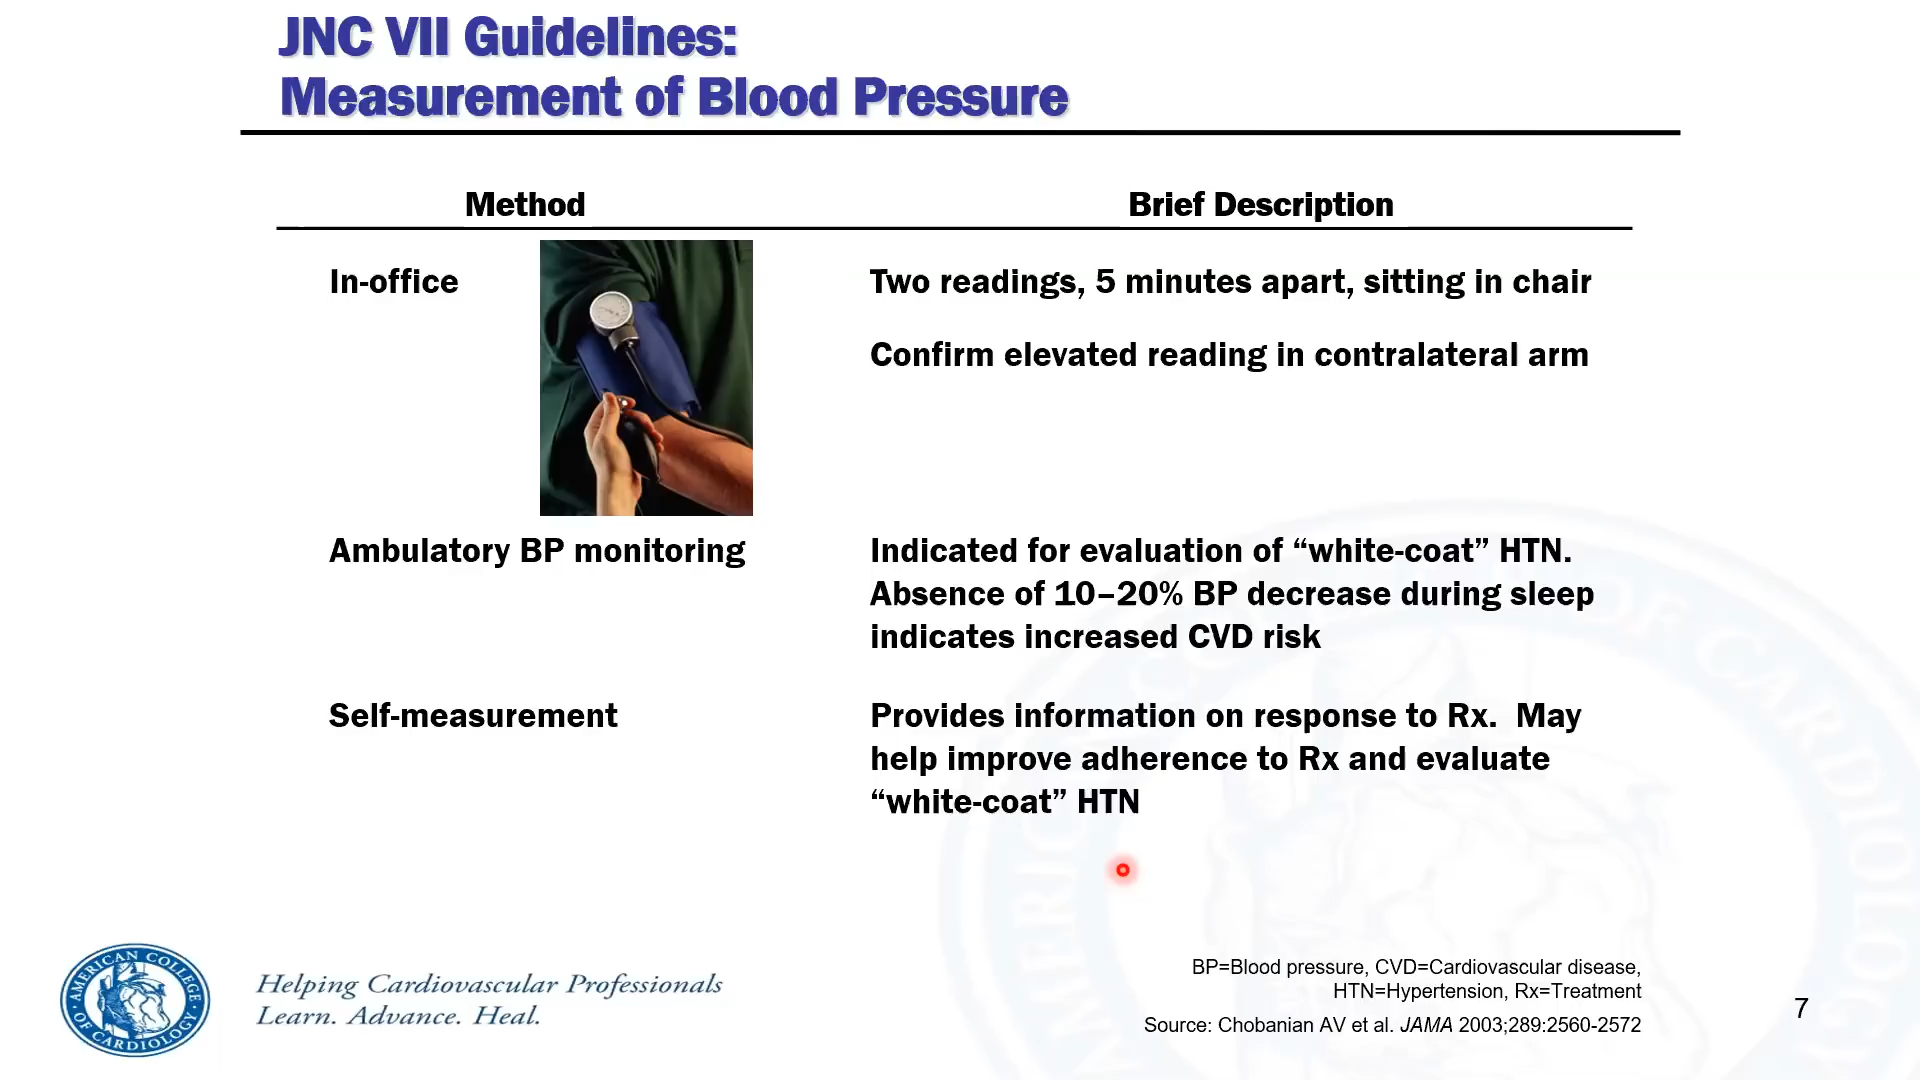 JNC VII Guidelines:
Measurement of Blood Pressure
Method Brief Description
In-office Two readings, 5 minutes apart, sitting in chair
Confirm elevated reading in contralateral arm
Ambulatory BP monitoring Indicated for evaluation of “white-coat” HTN.
Absence of 10–20% BP decrease during sleep
indicates increased CVD risk
Self-measurement Provides information on response to Rx. May
help improve adherence to Rx and evaluate
“white-coat” HTN
AMERICAN COLLEGE
OF CARDIOLOGY
Helping Cardiovascular Professionals
Learn. Advance. Heal.
BP=Blood pressure, CVD=Cardiovascular disease,
HTN=Hypertension, Rx=Treatment
Source: Chobanian AV et al. JAMA 2003;289:2560-2572
7